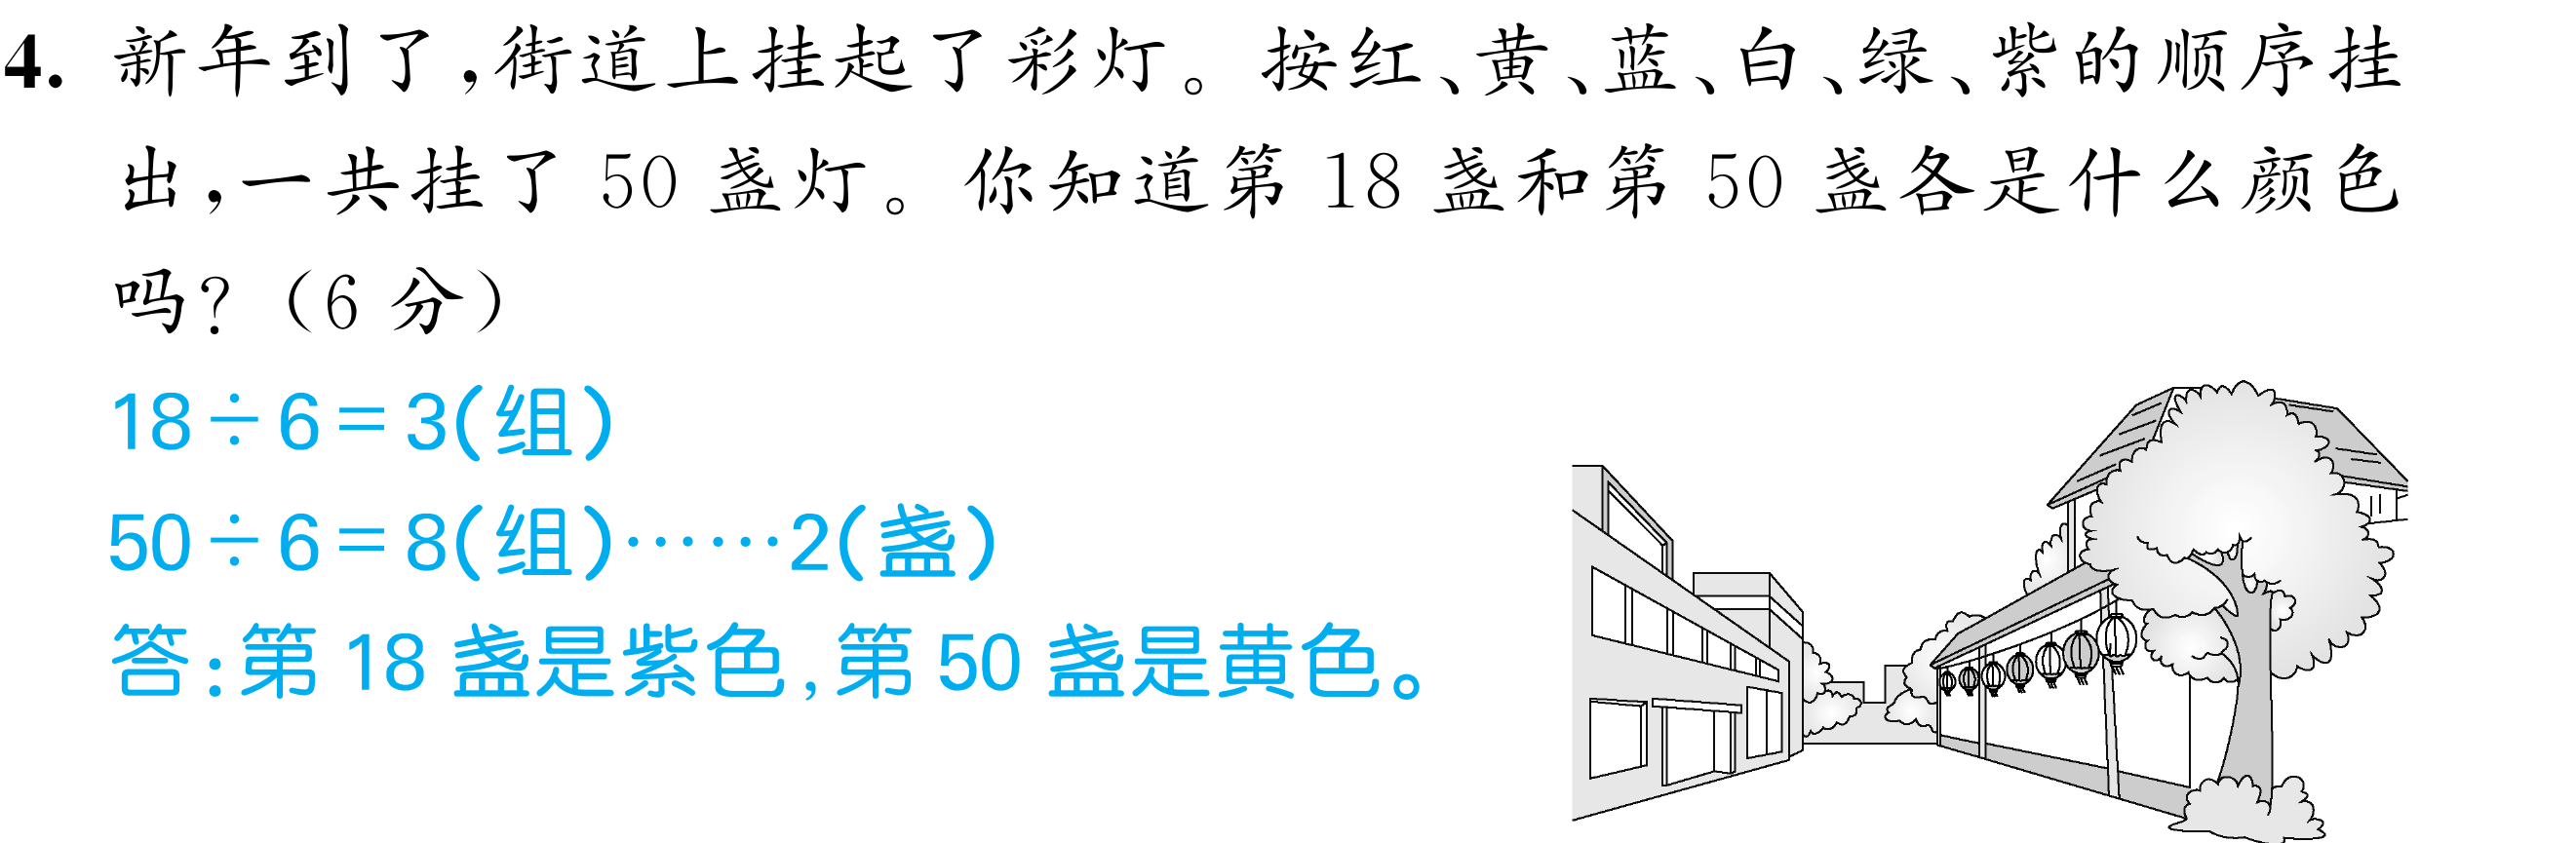 4. 新年到了,街道上挂起了彩灯。按红、黄、蓝、白、绿、紫的顺序挂
出,一共挂了 50 盏灯。你知道第 18 盏和第 50 盏各是什么颜色
吗?(6 分)
18÷6=3(组)
50÷6=8(组)……2(盏)
答:第 18 盏是紫色,第 50 盏是黄色。